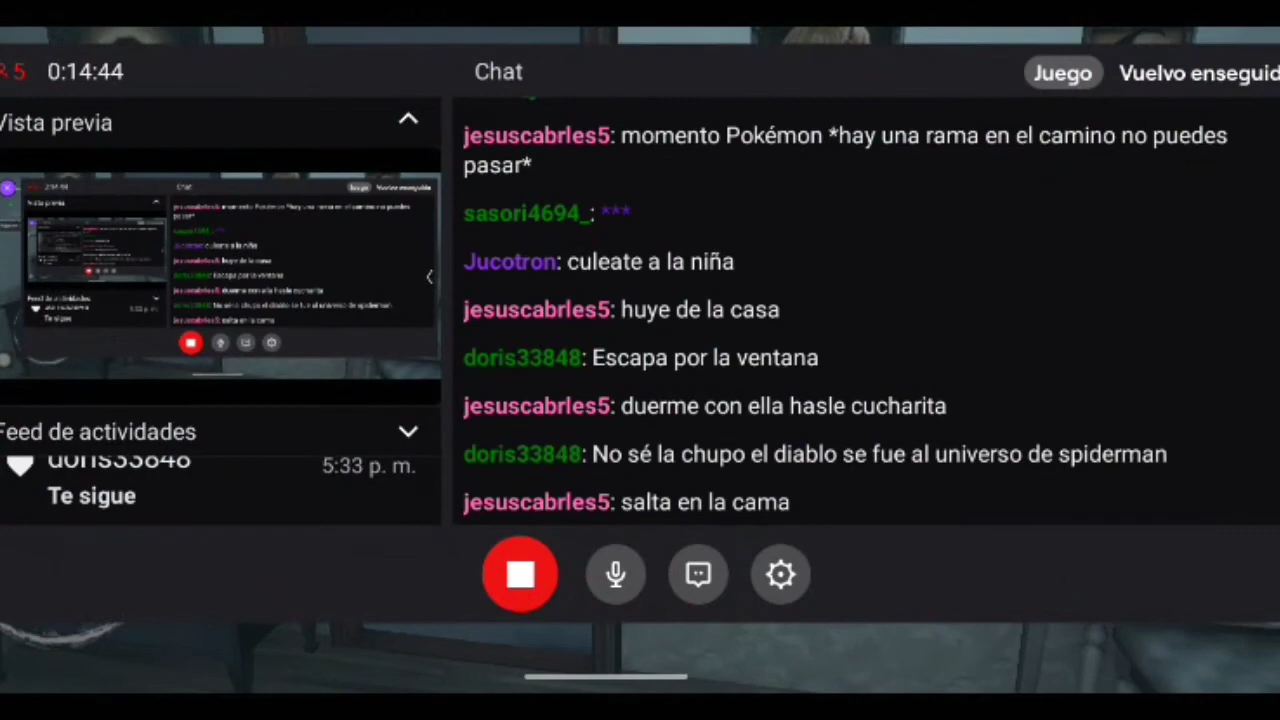 5 0:14:44
Chat
Juego
Vuelvo enseguid
Vista previa
jesuscabrles5: momento Pokémon *hay una rama en el camino no puedes
pasar*
sasori4694_: ***
Jucotron: culeate a la niña
jesuscabrles5: huye de la casa
doris33848: Escapa por la ventana
jesuscabrles5: duerme con ella hasle cucharita
doris33848: No sé la chupo el diablo se fue al universo de spiderman
jesuscabrles5: salta en la cama
Feed de actividades
doris33848
5:33 p. m.
Te sigue